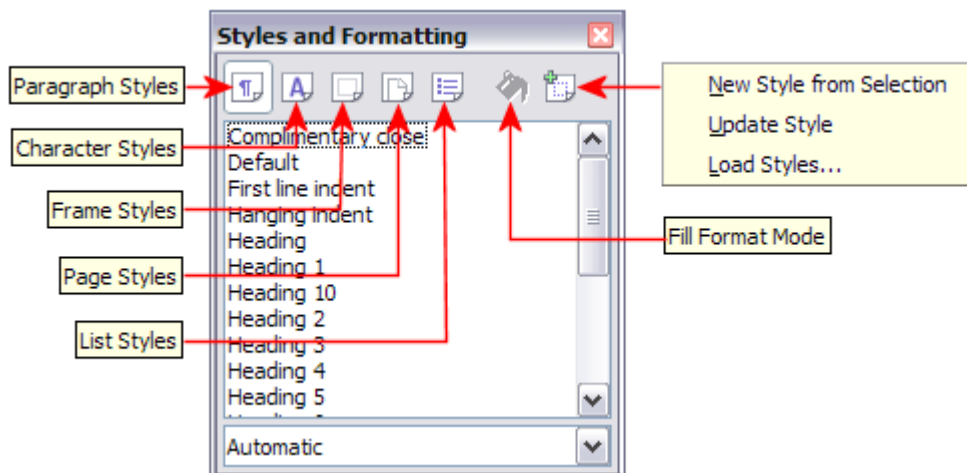 Styles and Formatting
Paragraph Styles
Character Styles
Frame Styles
Page Styles
List Styles
New Style from Selection
Update Style
Load Styles...
Fill Format Mode
Complimentary close
Default
First line indent
Hanging indent
Heading
Heading 1
Heading 10
Heading 2
Heading 3
Heading 4
Heading 5
Automatic